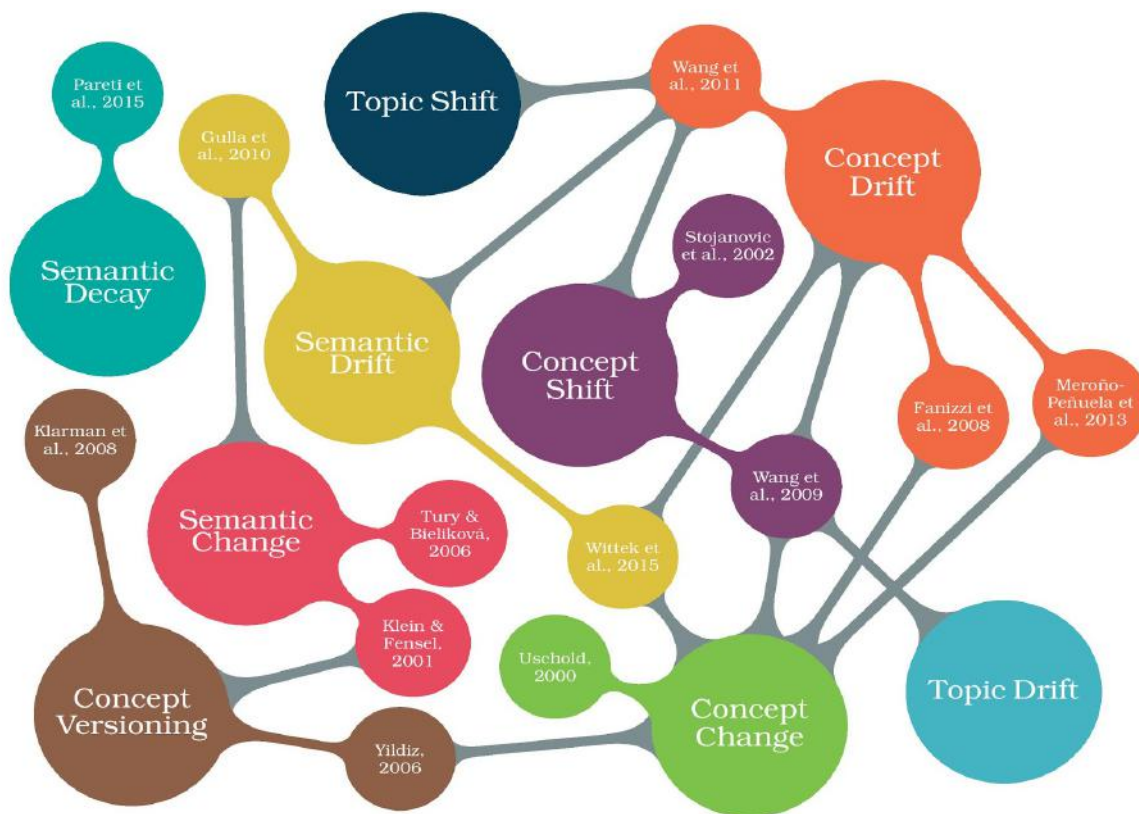 Pareti et
al., 2015
Topic Shift
Wang et
al., 2011
Gulla et
al., 2010
Concept
Drift
Stojanovic
et al., 2002
Semantic
Decay
Semantic
Drift
Concept
Shift
Klarman et
al., 2008
Fanizzi et
al., 2008
Meroño-
Peñuela et
al., 2013
Wang et
al., 2009
Semantic
Change
Tury &
Bieliková,
2006
Wittek et
al., 2015
Klein &
Fensel,
2001
Uschold,
2000
Concept
Versioning
Concept
Change
Topic Drift
Yildiz,
2006